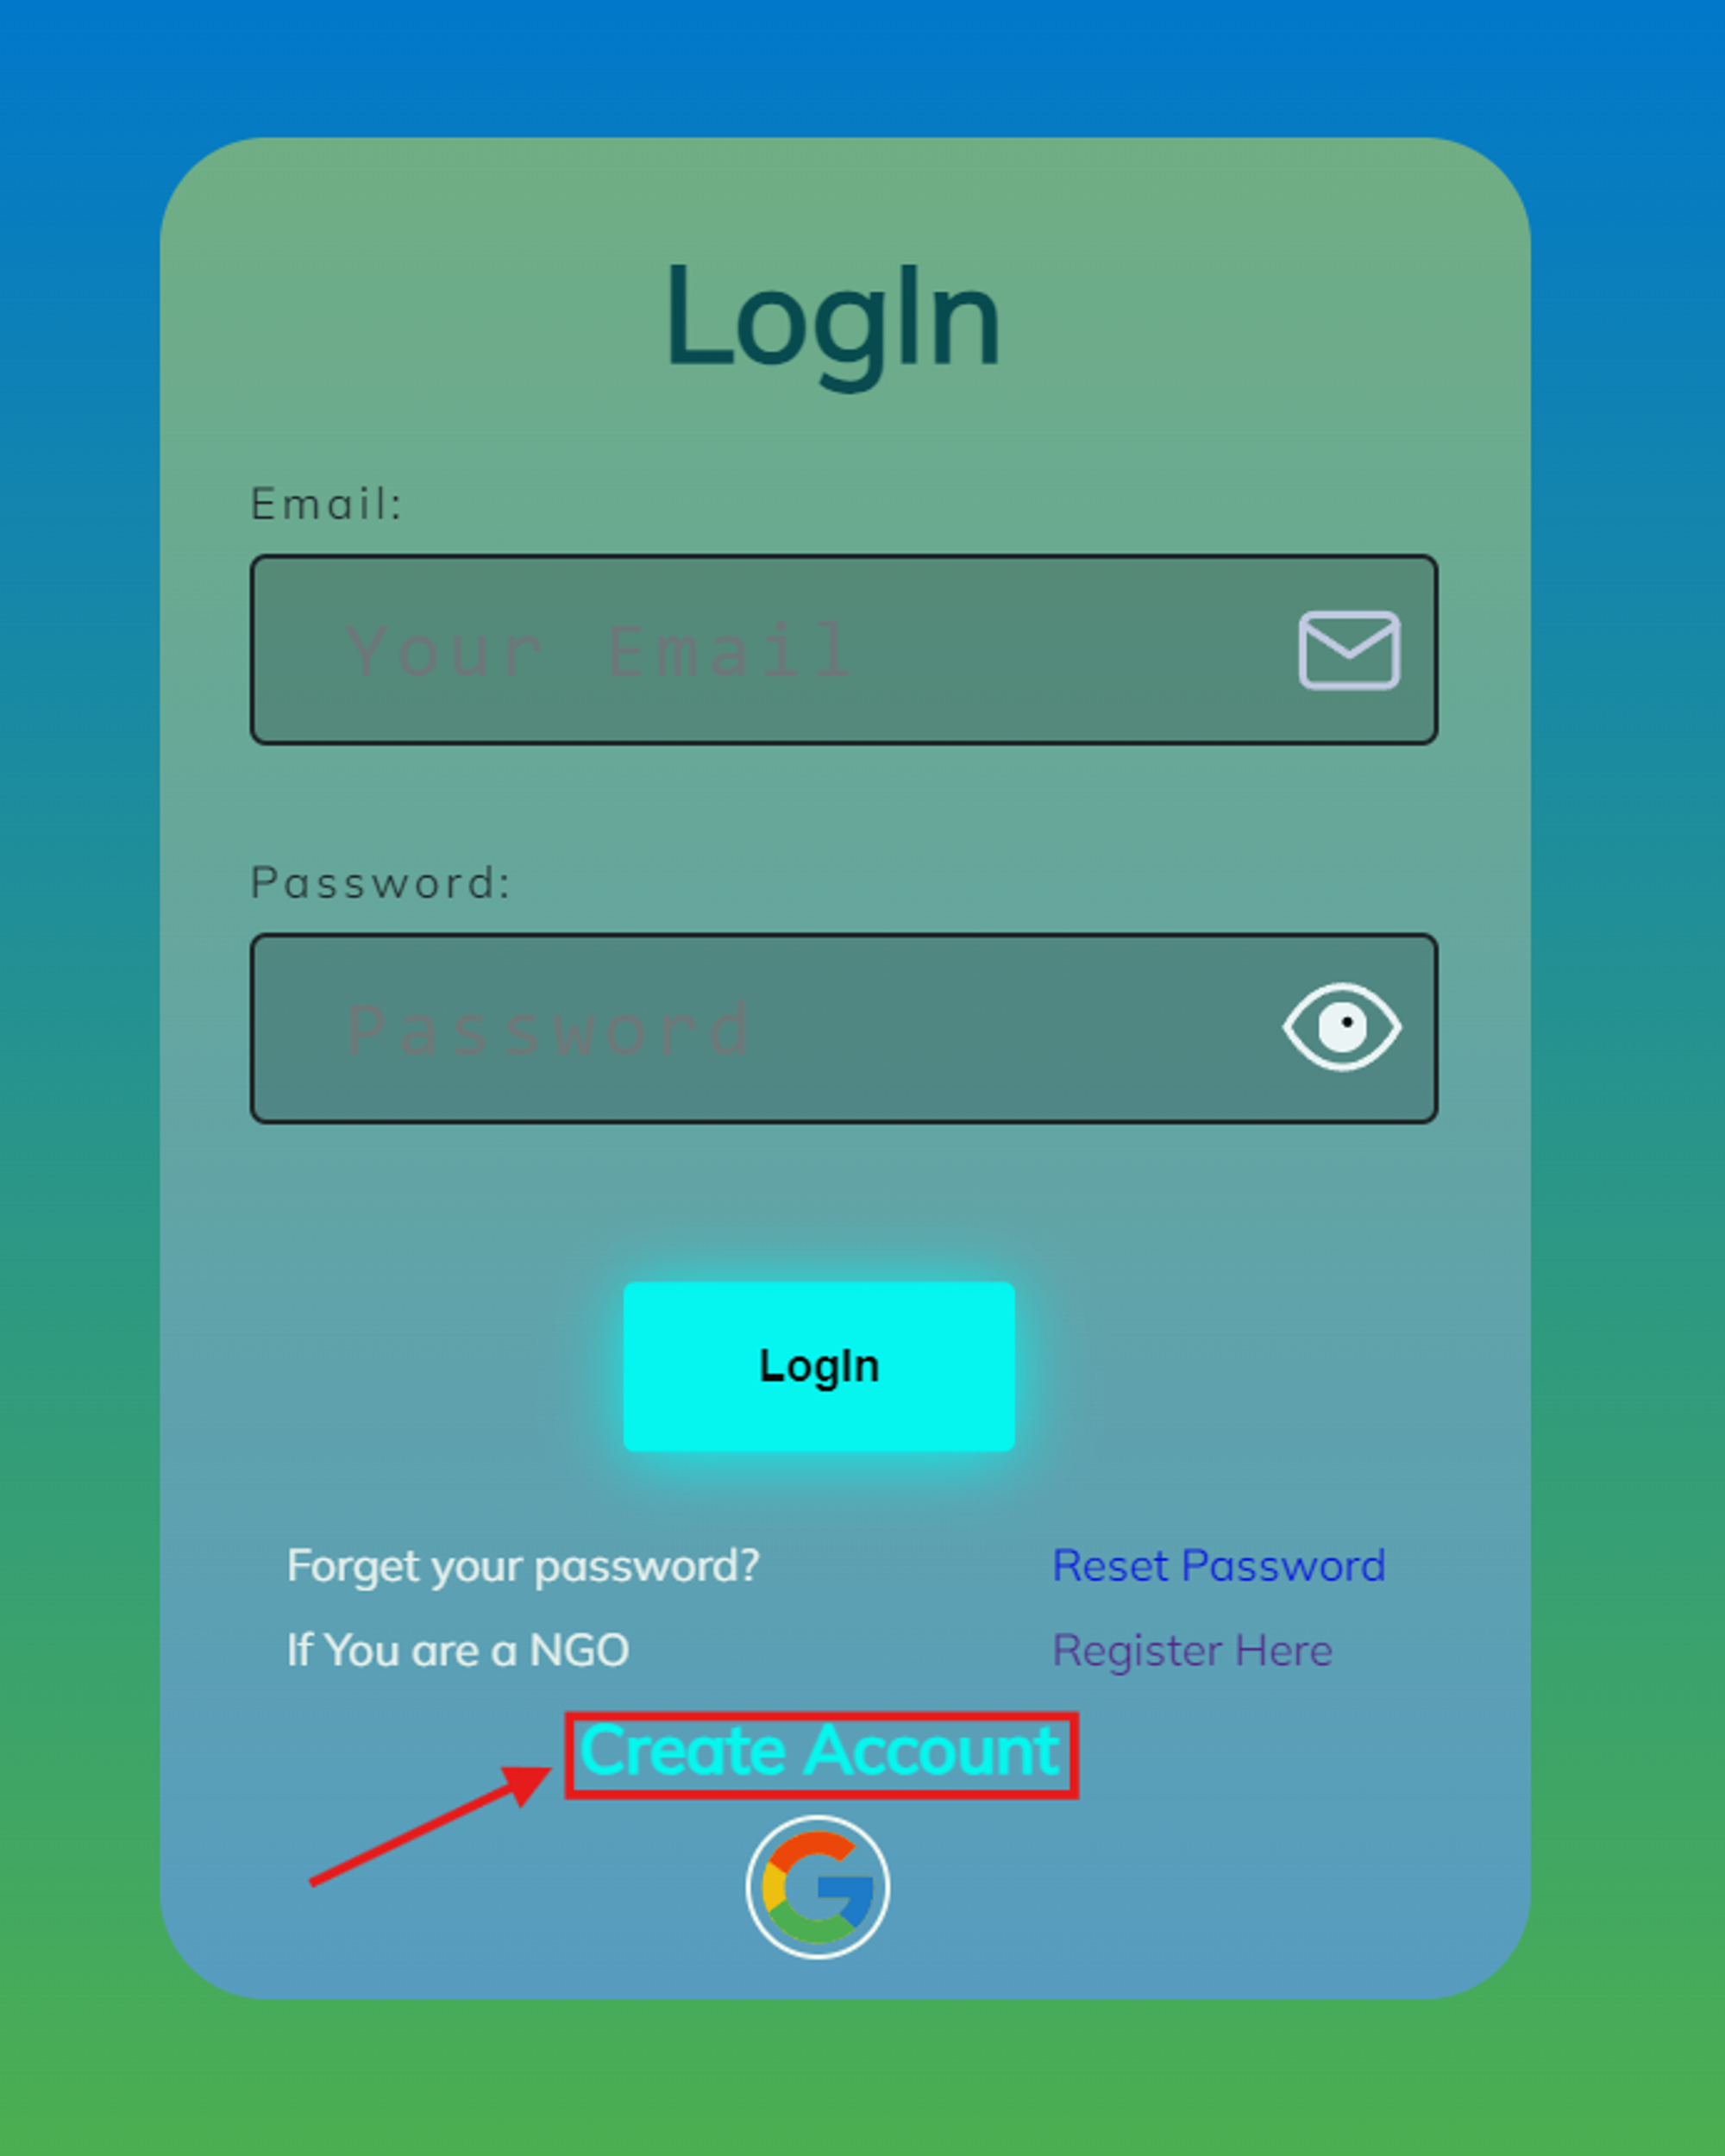 LogIn
Email:
Your Email
Password:
Password
LogIn
Forget your password? Reset Password
If You are a NGO Register Here
Create Account
G